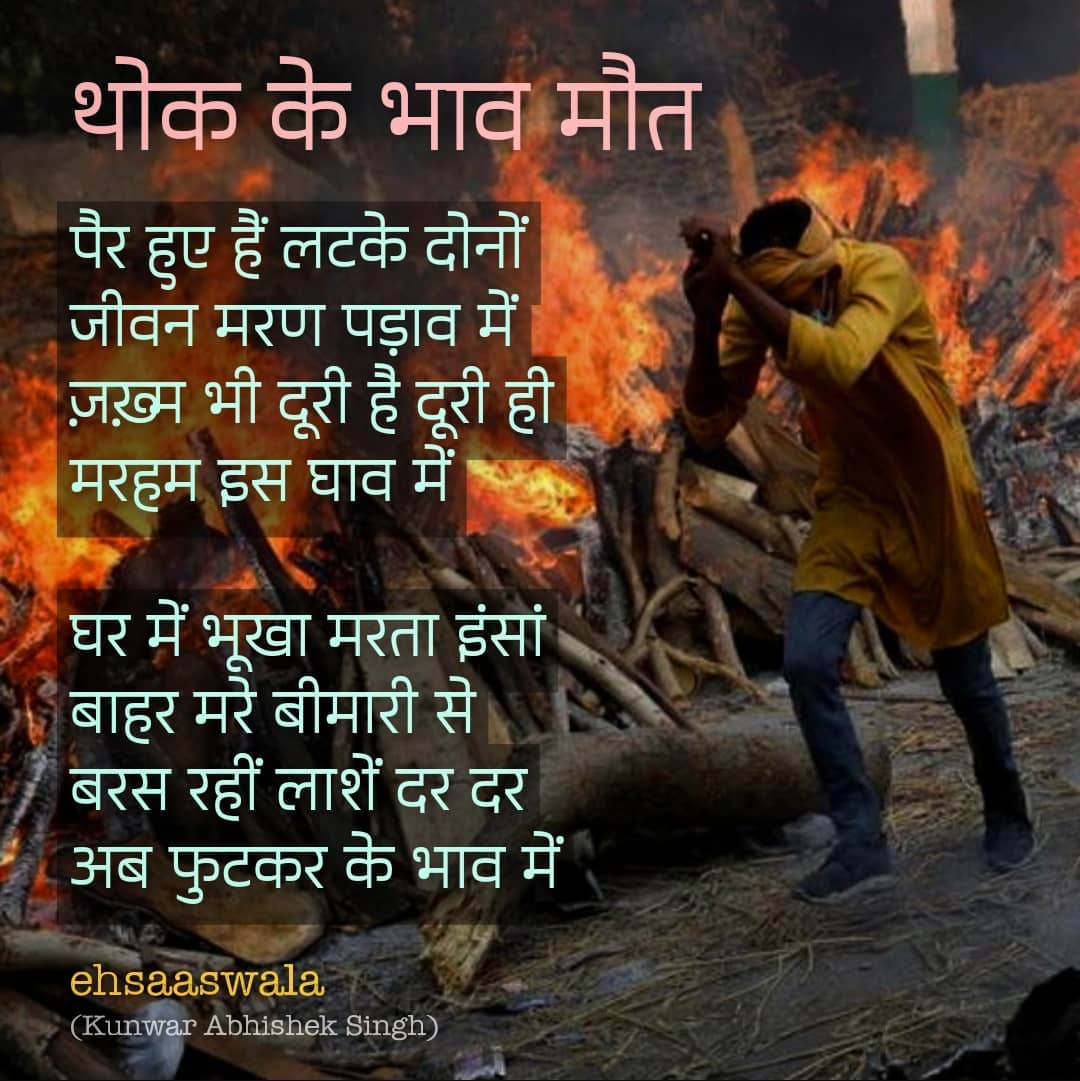 थोक के भाव मौत
पैर हुए हैं लटके दोनों
जीवन मरण पड़ाव में
ज़ख़्म भी दूरी है दूरी ही
मरहम इस घाव में
घर में भूखा मरता इंसां
बाहर मरे बीमारी से
बरस रहीं लाशें दर दर
अब फुटकर के भाव में
ehsaaswala
(Kunwar Abhishek Singh)